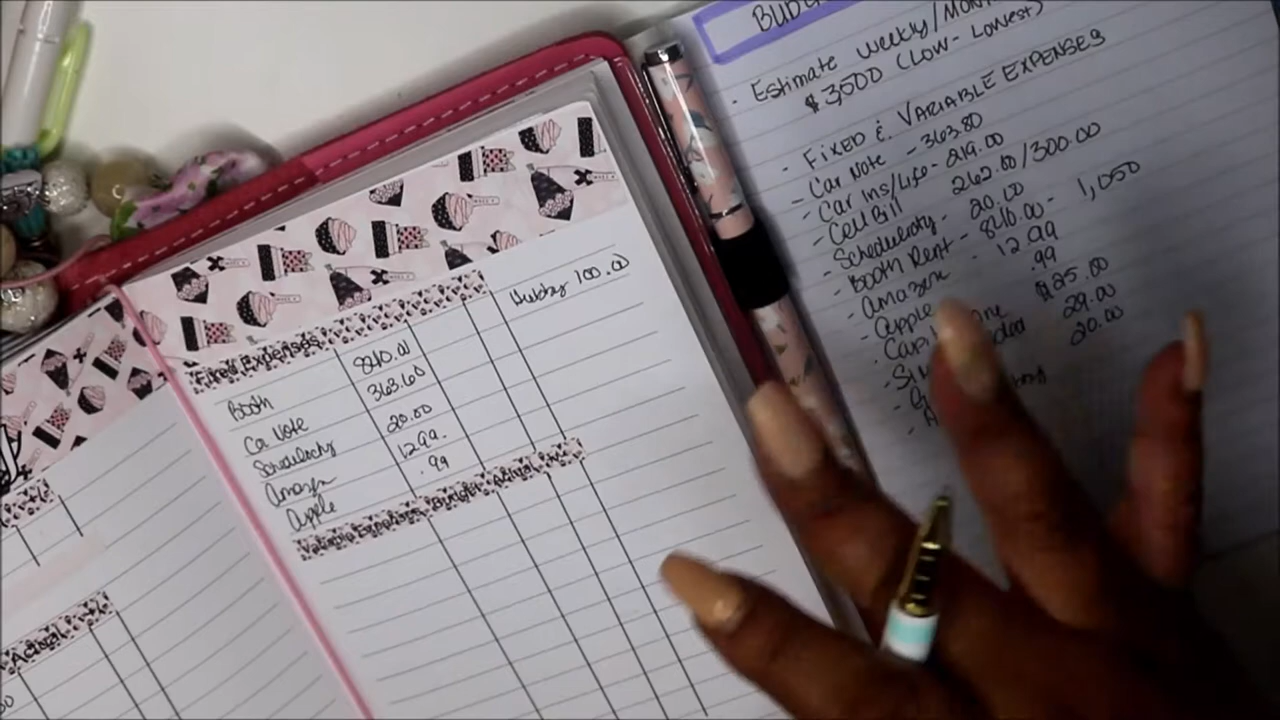 Fixed Expenses
Hubby 100.00
Booth 840.00
Car Note 363.60
Schedulicity 20.00
Amazon 12.99
Apple .99
Variable Expenses Budget Actual +/-
Actual
- Estimate weekly/
$3,500 (Low-Lowest)
- Fixed & Variable Expenses
- Car Note - 363.80
- Car Ins/Life - 219.00
- Cell Bill 262.00/300.00
- Schedulicity - 20.00
- Booth Rent - 840.00 - 1,050
- Amazon - 12.99
- Apple .99
$25.00
29.00
20.00